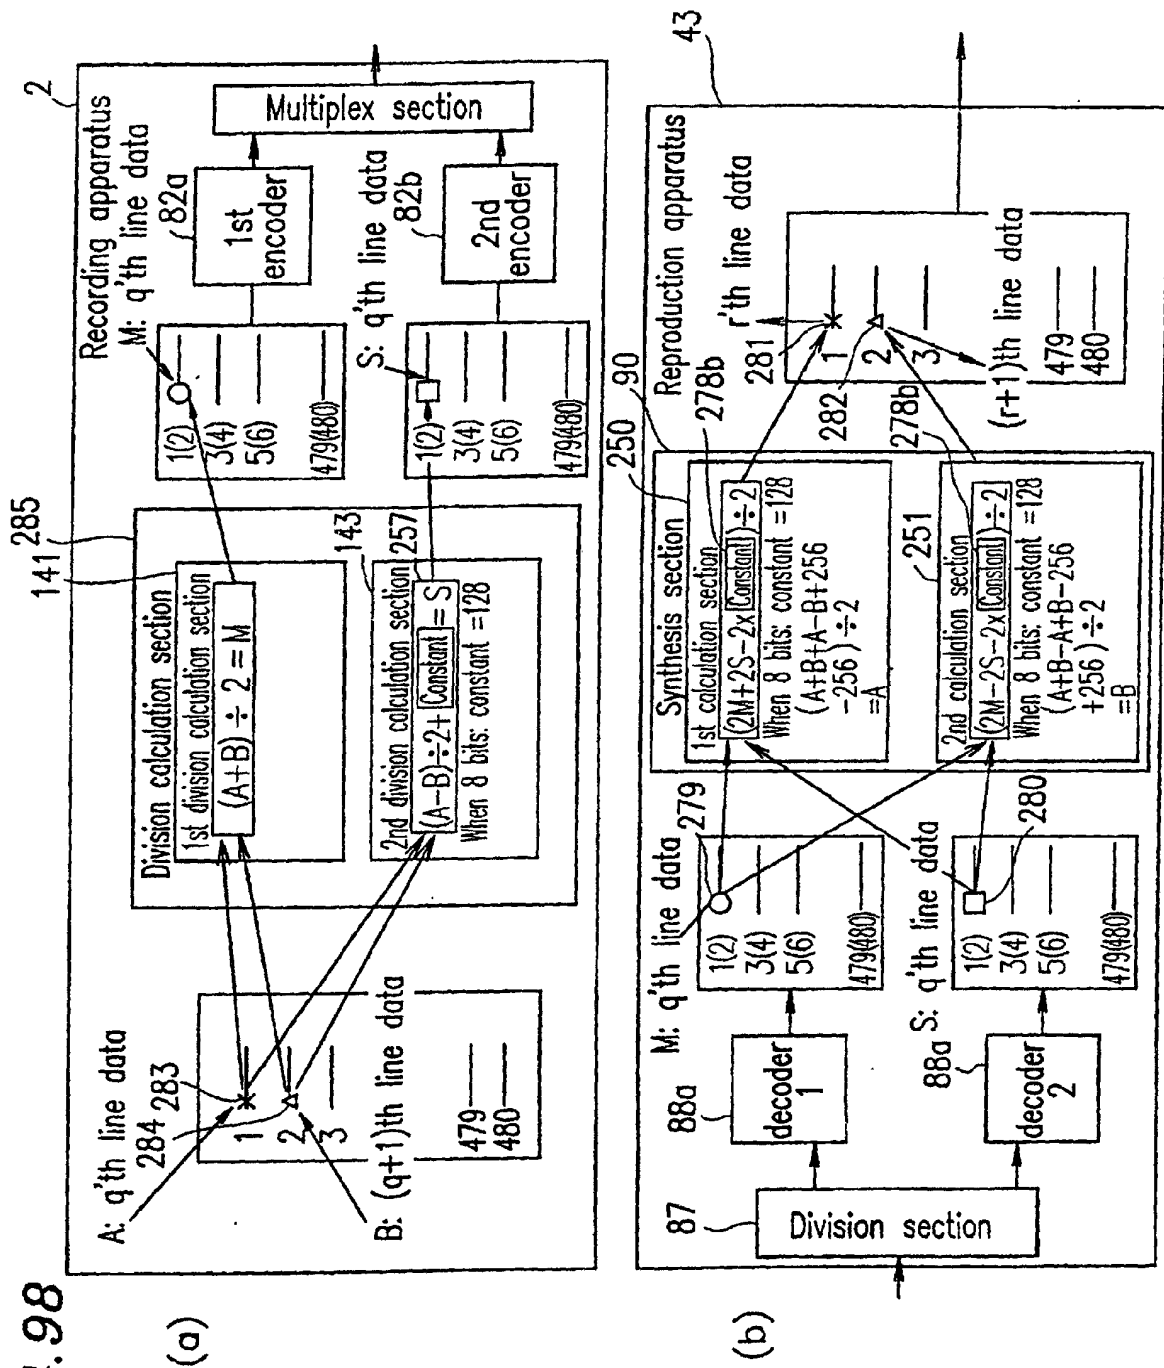 .98
(a)
2
Recording apparatus
A: q'th line data
284
283
1
2
3
479
480
B: (q+1)th line data
285
141
Division calculation section
1st division calculation section
(A+B)÷2=M
143
2nd division calculation section
257
(A−B)÷2+Constant=S
When 8 bits: constant =128
M: q'th line data
1(2)
3(4)
5(6)
479(480)
S: q'th line data
1(2)
3(4)
5(6)
479(480)
82a
1st
encoder
82b
2nd
encoder
Multiplex section
(b)
43
Reproduction apparatus
87
Division section
88a
decoder
1
88a
decoder
2
M: q'th line data
279
1(2)
3(4)
5(6)
479(480)
S: q'th line data
280
1(2)
3(4)
5(6)
479(480)
90
250
Synthesis section
1st calculation section
278b
(2M+2S−2x Constant)÷2
When 8 bits: constant =128
(A+B+A−B+256
−256)÷2
=A
251
2nd calculation section
278b
(2M−2S−2x Constant)÷2
When 8 bits: constant =128
(A+B−A+B−256
+256)÷2
=B
281
r'th line data
1
282
2
3
(r+1)th line data
479
480